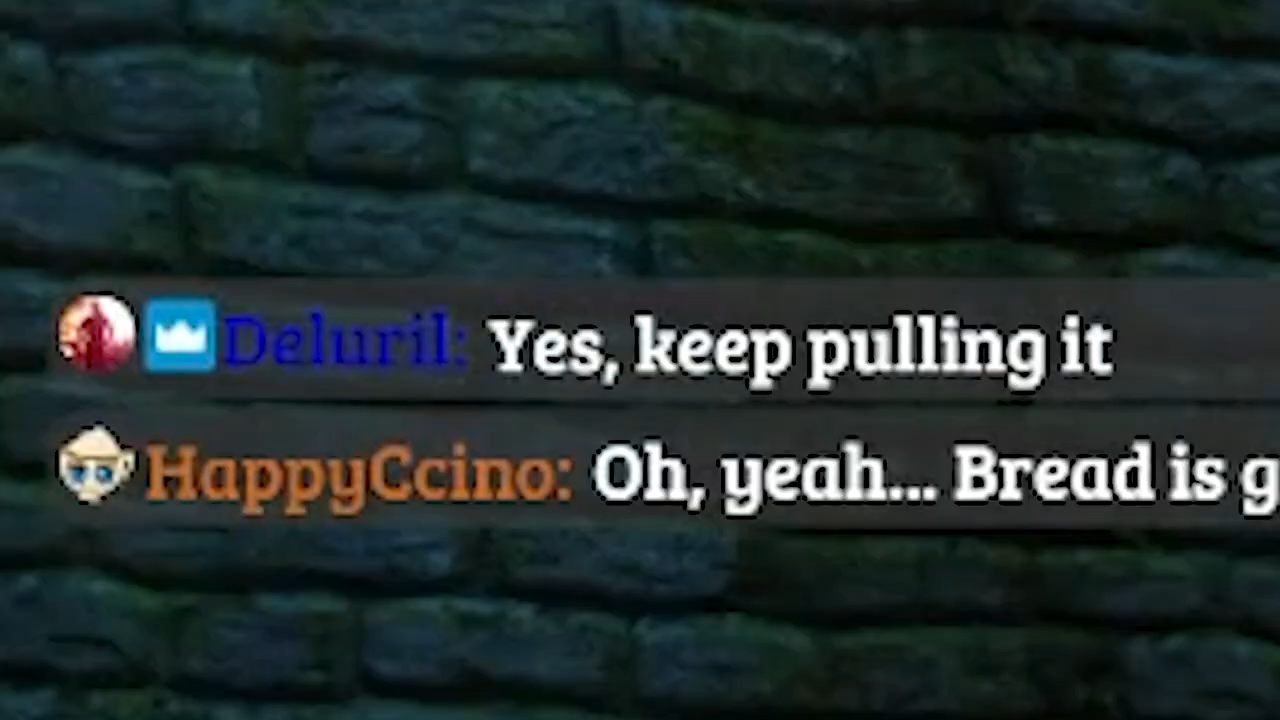 Deluril: Yes, keep pulling it
HappyCcino: Oh, yeah... Bread is g